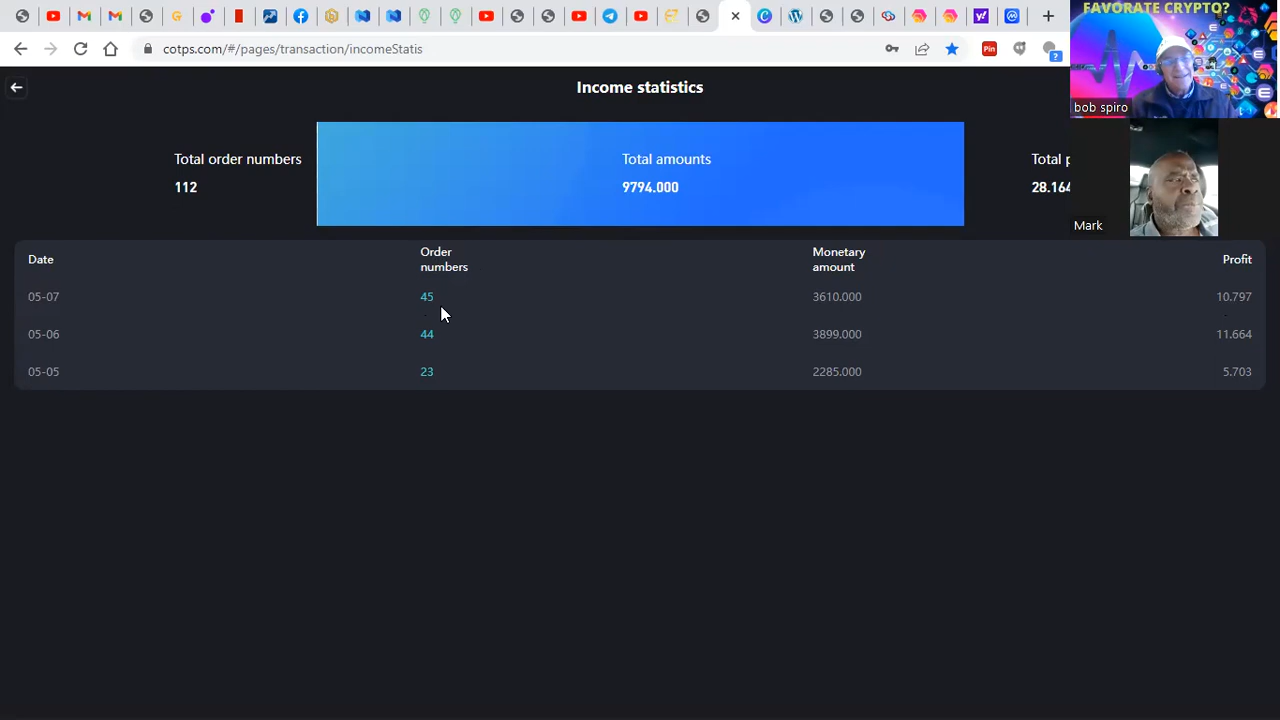 FAVORATE CRYPTO?
cotps.com/#/pages/transaction/incomeStatis
Pin
bob spiro
Income statistics
Total order numbers
112
Total amounts
9794.000
Total p
28.164
Mark
Date
Order
numbers
Monetary
amount
Profit
05-07
45
3610.000
10.797
05-06
44
3899.000
11.664
05-05
23
2285.000
5.703